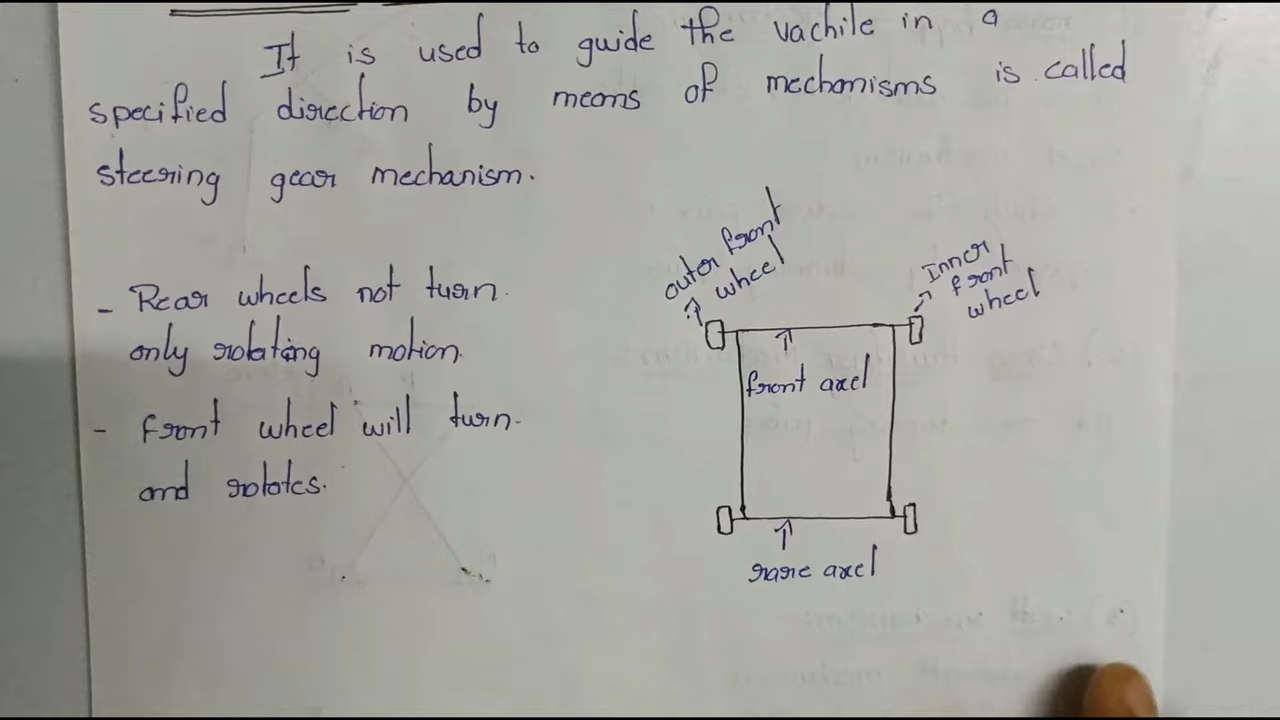 It is used to guide the vachile in a
specified direction by means of mechanisms is called
steering gear mechanism.
- Rear wheels not turn.
only rotating motion.
- front wheel will turn.
and rotates.
outer front
wheel
Inner
front
wheel
front axel
rare axel